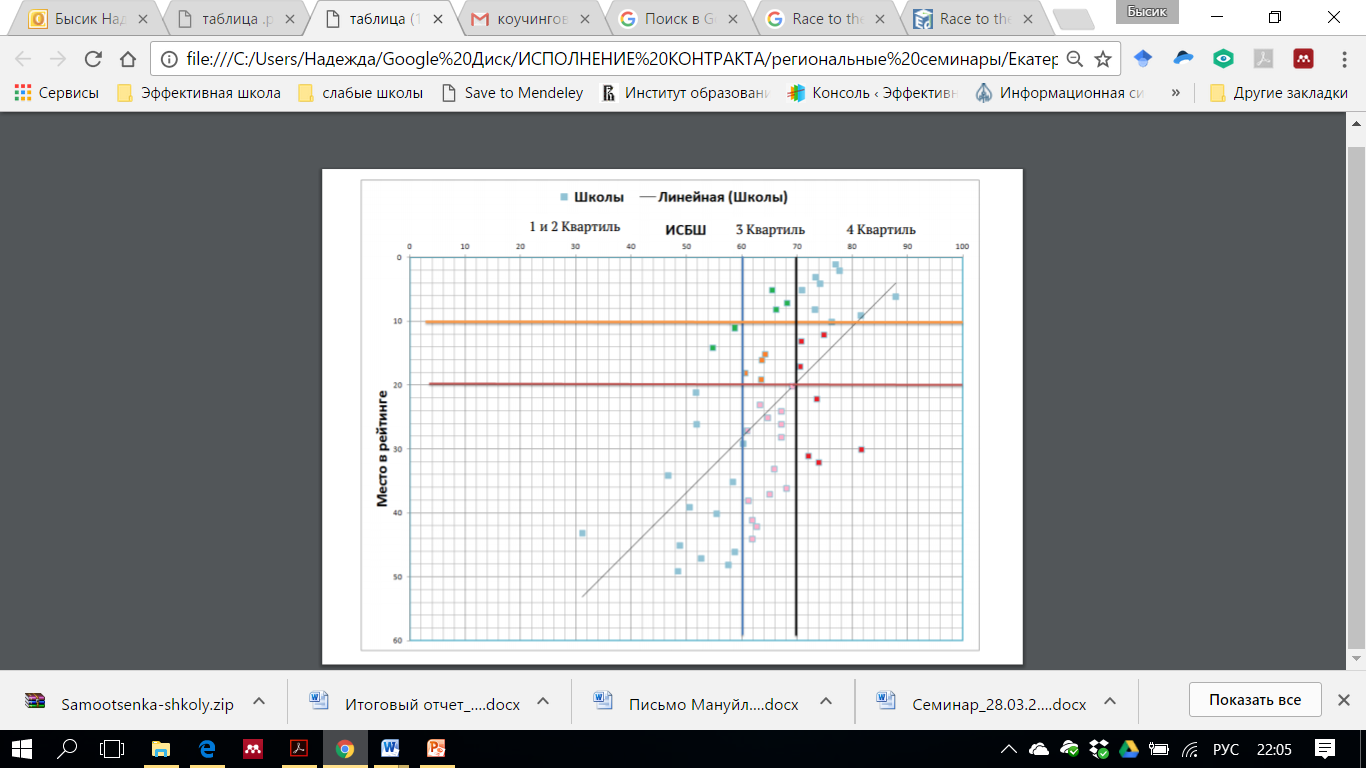 Бысик Над
таблица .р
таблица (1
коучингов
Поиск в Go
Race to the
Race to the
Бысик
file:///C:/Users/Надежда/Google%20Диск/ИСПОЛНЕНИЕ%20КОНТРАКТА/региональные%20семинары/Екатер
Сервисы
Эффективная школа
слабые школы
Save to Mendeley
Институт образовани
Консоль ‹ Эффективн
Информационная си
»
Другие закладки
Школы
Линейная (Школы)
1 и 2 Квартиль
ИСБШ
3 Квартиль
4 Квартиль
0 10 20 30 40 50 60 70 80 90 100
0
10
20
30
40
50
60
Место в рейтинге
Samootsenka-shkoly.zip
Итоговый отчет_....docx
Письмо Мануйл....docx
Семинар_28.03.2....docx
Показать все
РУС
22:05